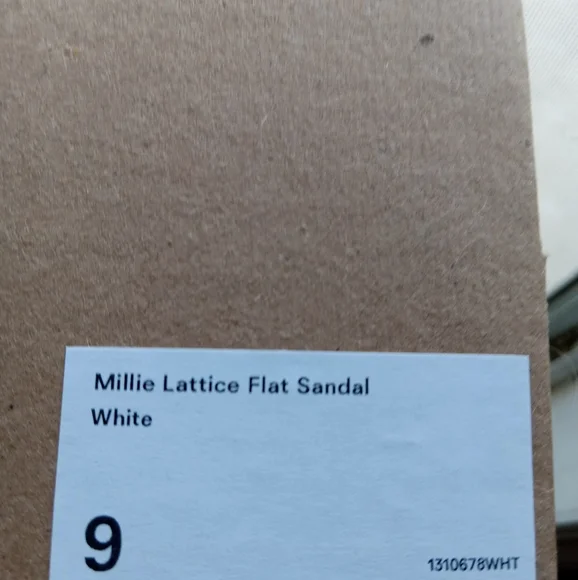 Millie Lattice Flat Sandal
White
9
1310678WHT